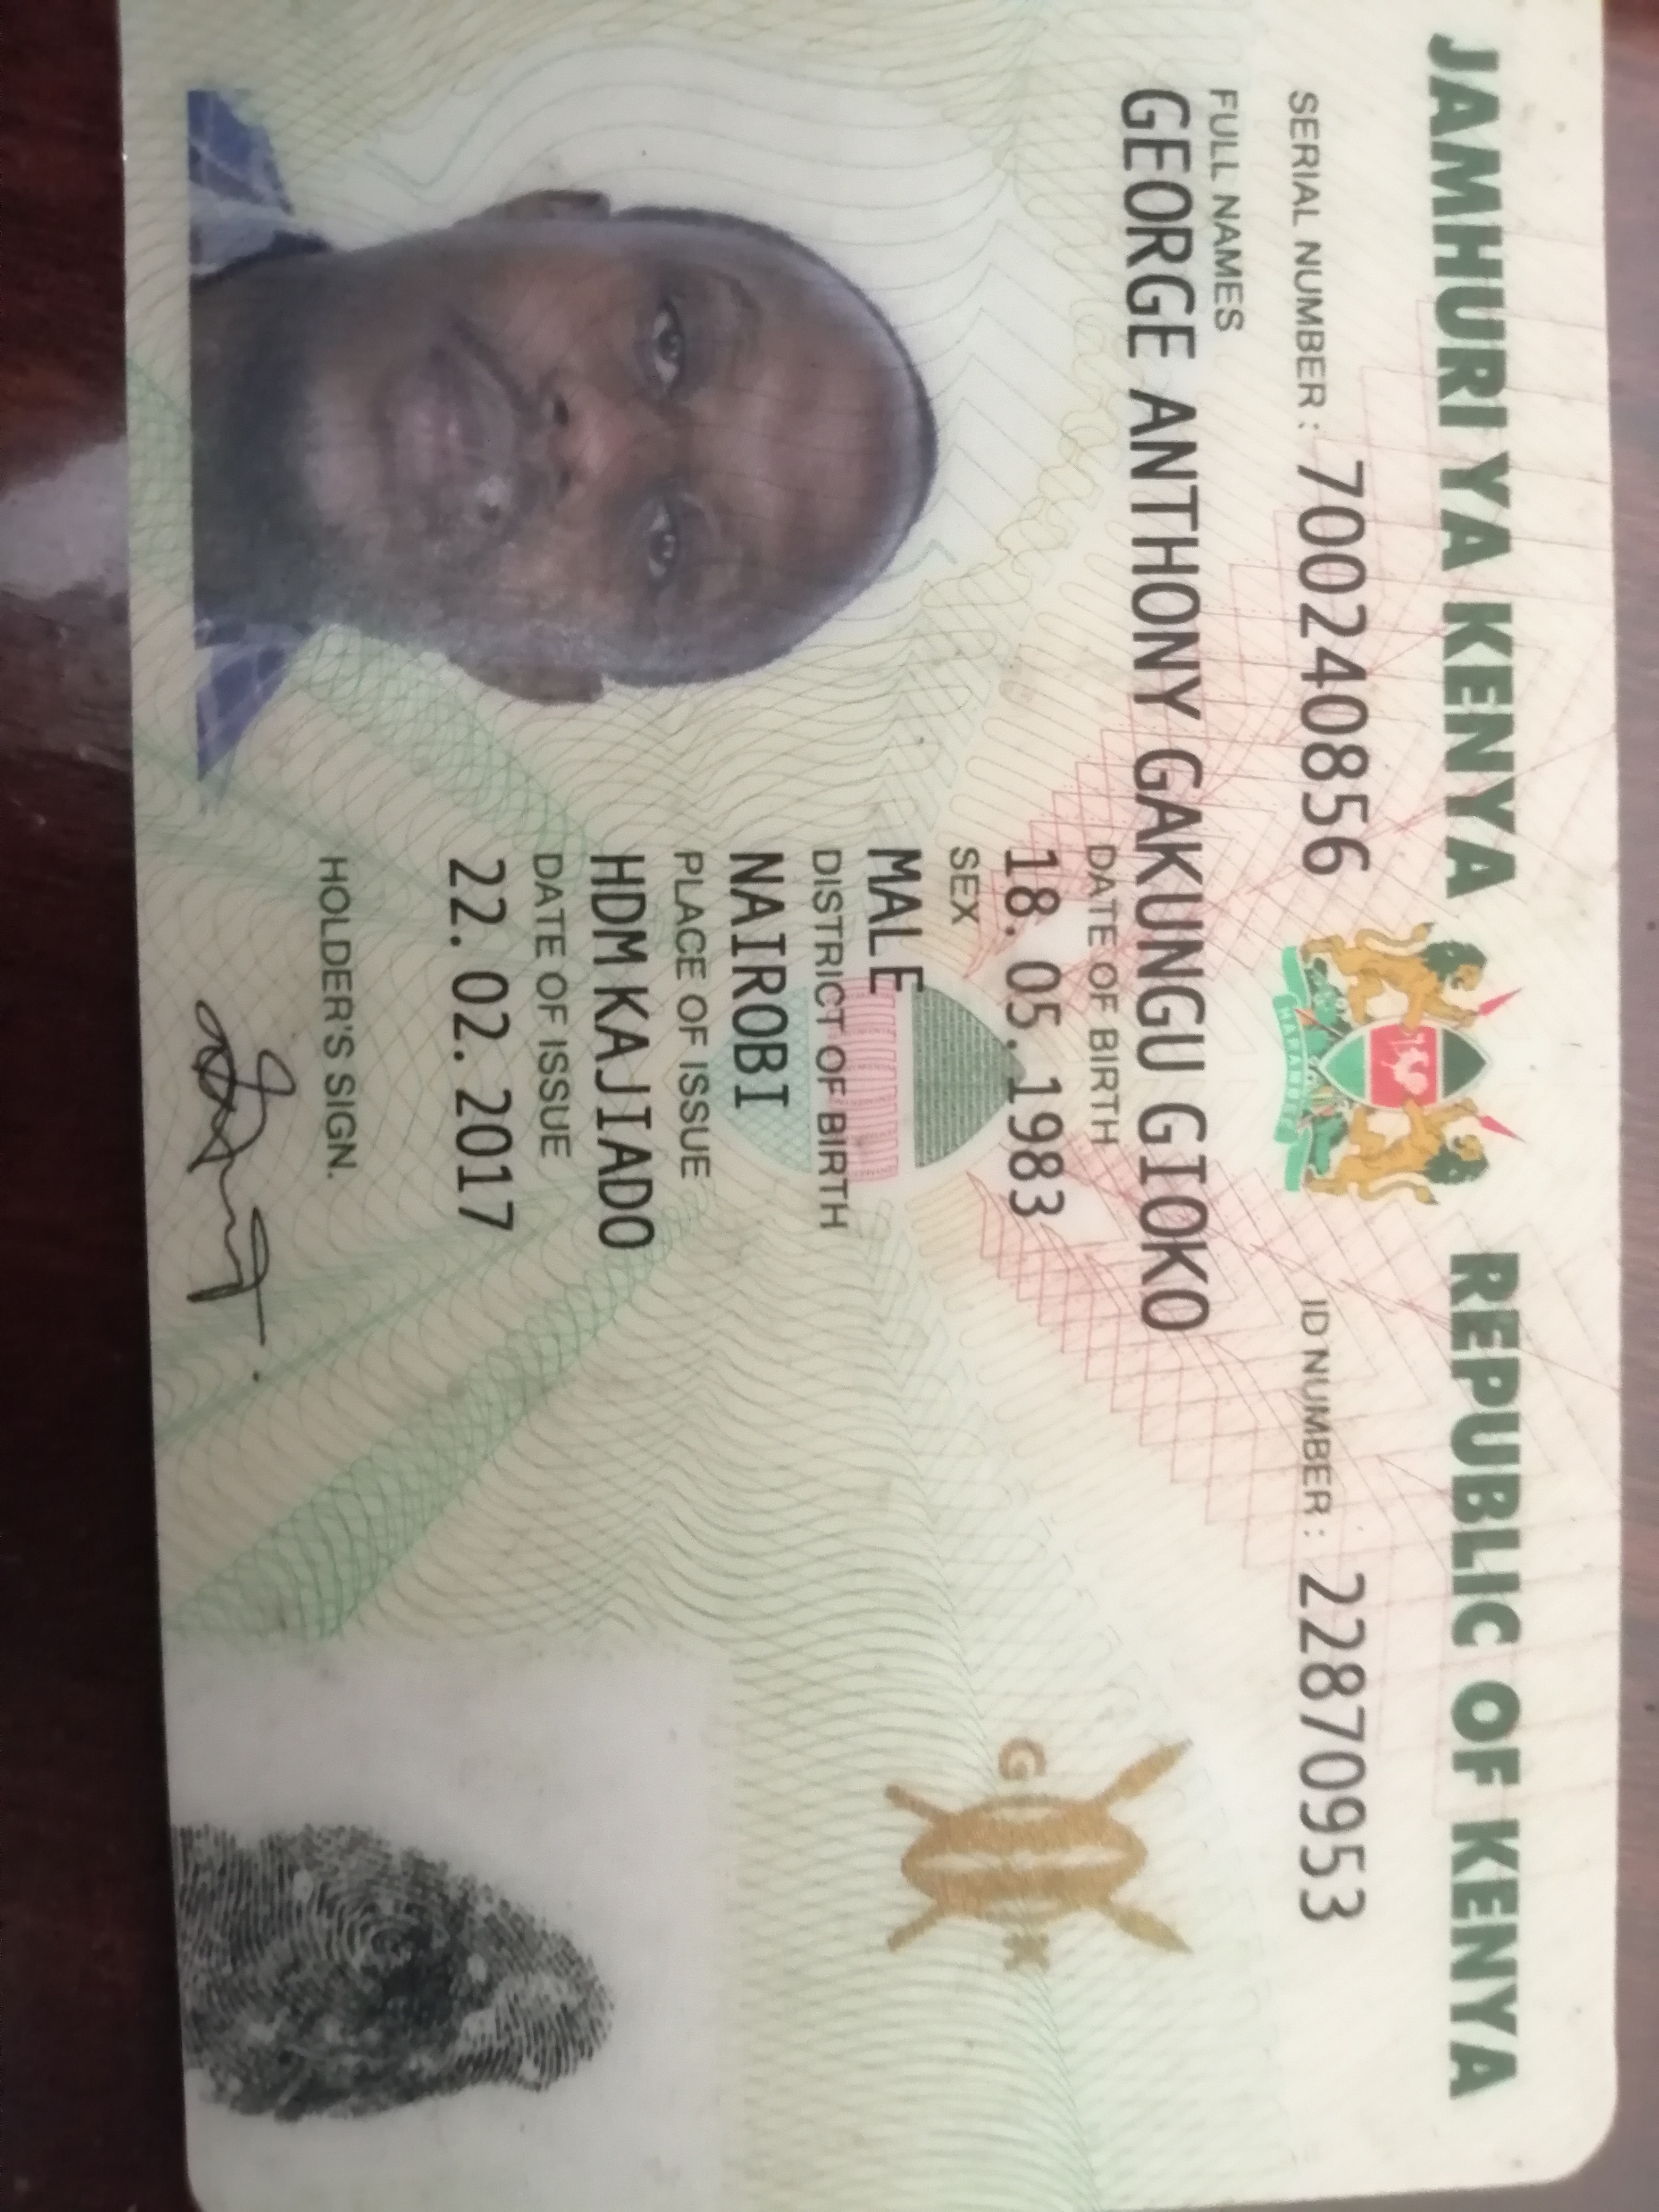 JAMHURI YA KENYA REPUBLIC OF KENYA
SERIAL NUMBER : 7002240856 ID NUMBER : 228709953
FULL NAMES
GEORGE ANTHONY GAKUNGU GIOKO
DATE OF BIRTH
18. 05. 1983
SEX
MALE
DISTRICT OF BIRTH
NAIROBI
PLACE OF ISSUE
HDM KAJIADO
DATE OF ISSUE
22. 02. 2017
HOLDER'S SIGN.
HARAMBEE
G K